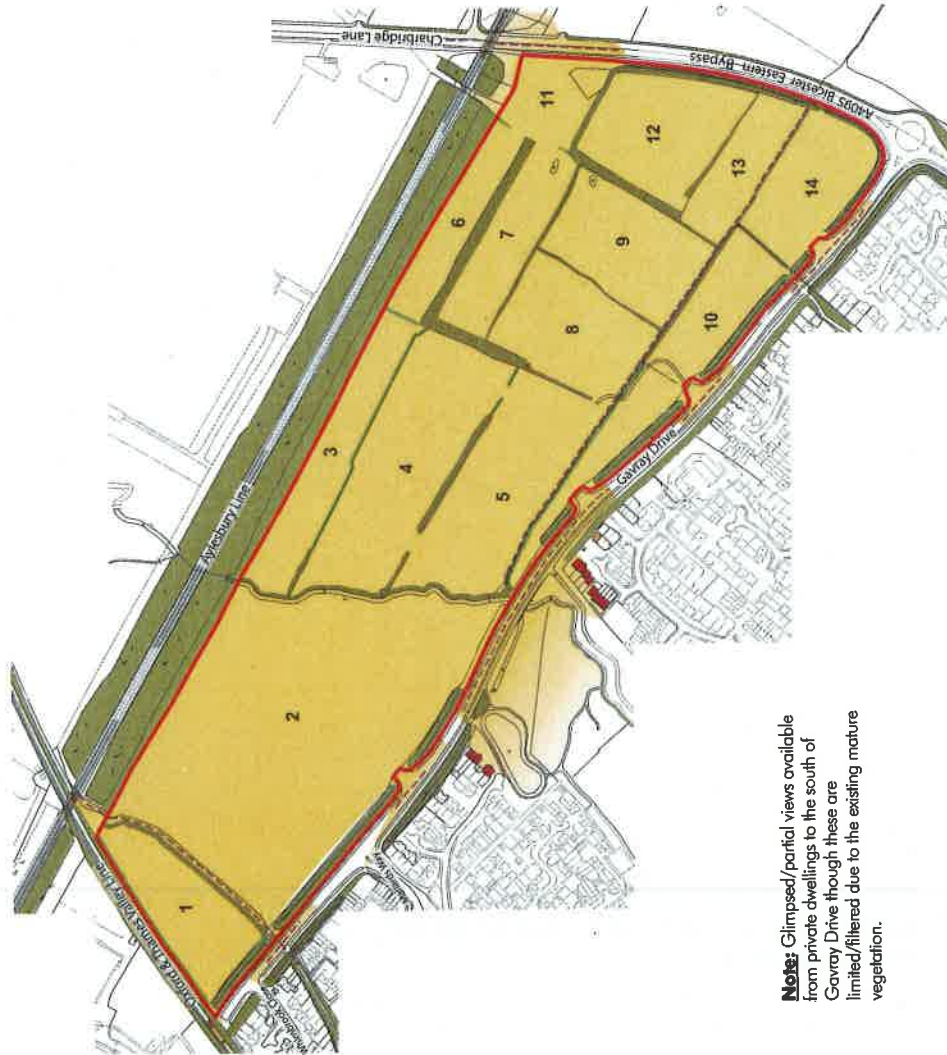 Charbridge Lane
A4095 Bicester Eastern Bypass
Aylesbury Line
Oxford & Thames Valley Line
Gavray Drive
1
2
3
4
5
6
7
8
9
10
11
12
13
14
Note: Glimpsed/partial views available
from private dwellings to the south of
Gavray Drive though these are
limited/filtered due to the existing mature
vegetation.